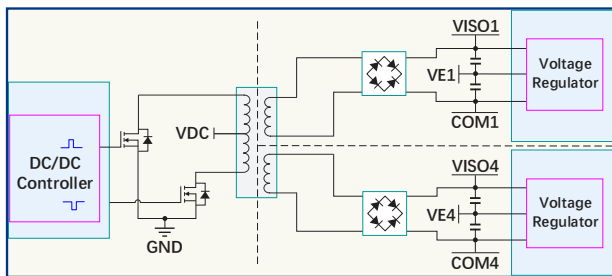 VISO1
Voltage
Regulator
VE1
COM1
VDC
DC/DC
Controller
GND
VISO4
Voltage
Regulator
VE4
COM4